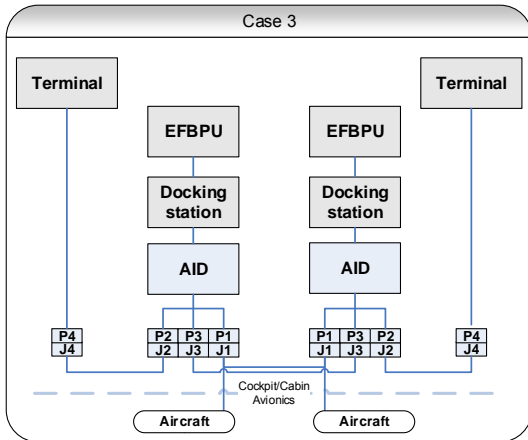 Case 3
Terminal
Terminal
EFBPU
EFBPU
Docking
station
Docking
station
AID
AID
P4
J4
P2 P3 P1
J2 J3 J1
P1 P3 P2
J1 J3 J2
P4
J4
Cockpit/Cabin
Avionics
Aircraft
Aircraft